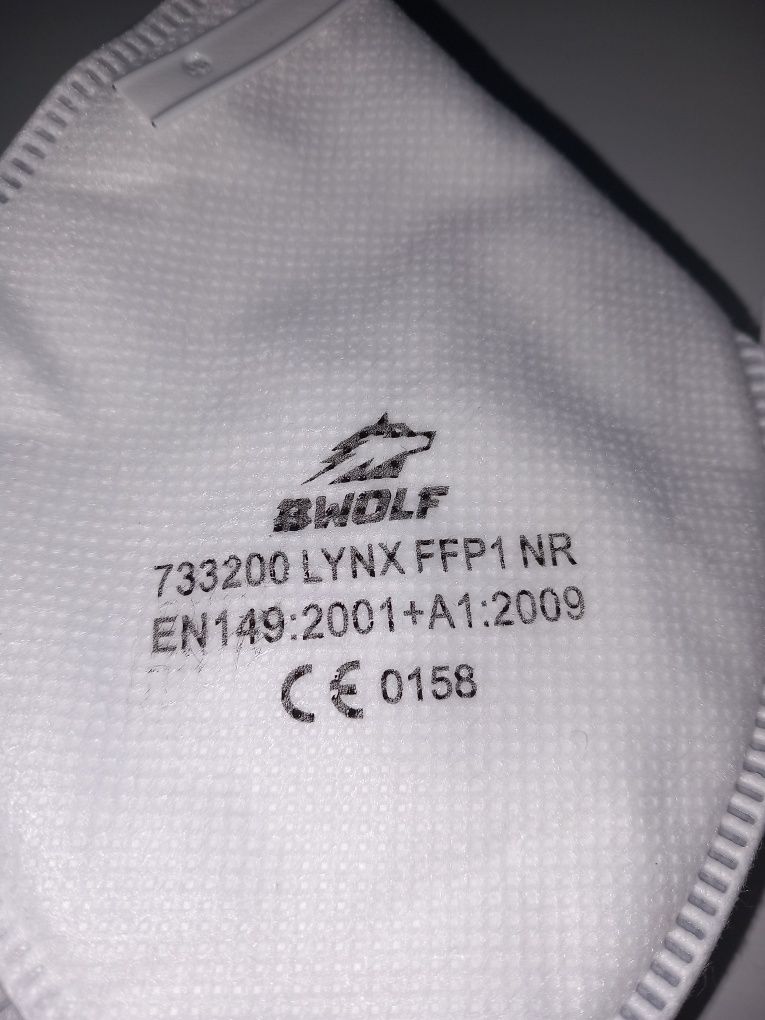 BWOLF
733200 LYNX FFP1 NR
EN149:2001+A1:2009
CE 0158